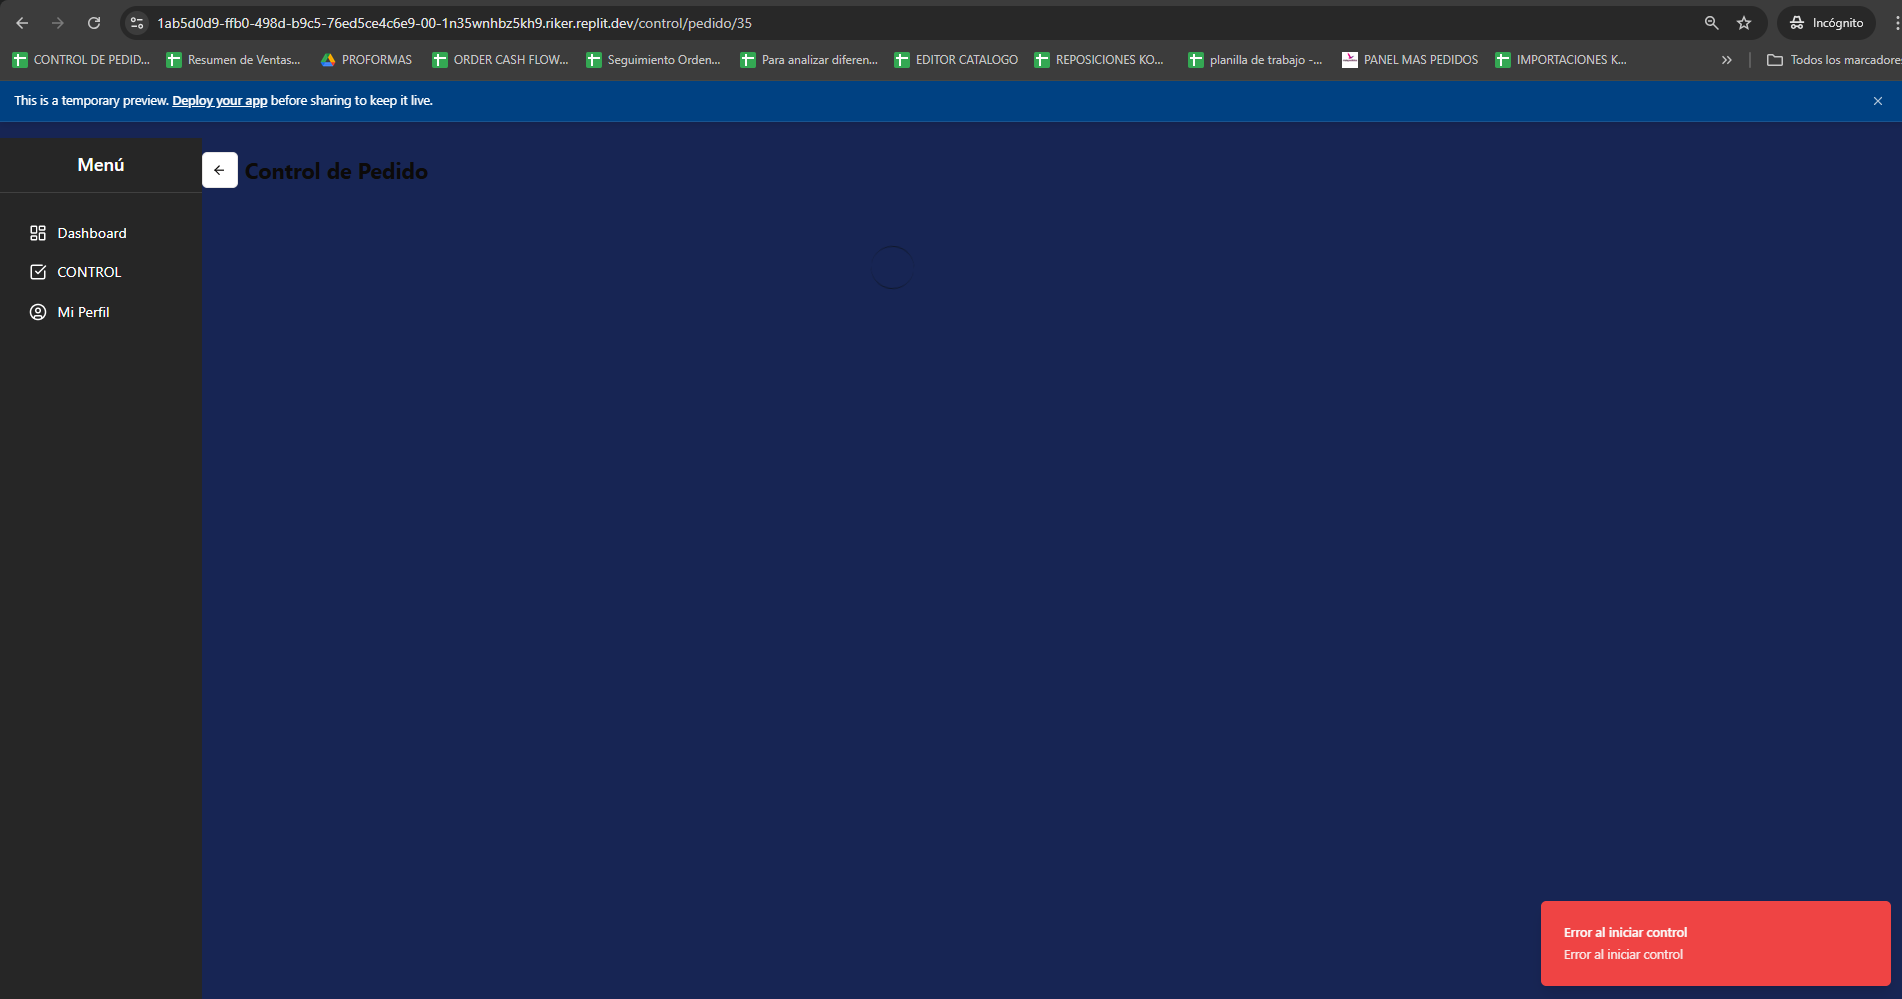 1ab5d0d9-ffb0-498d-b9c5-76ed5ce4c6e9-00-1n35wnhbz5kh9.riker.replit.dev/control/pedido/35
Incógnito
CONTROL DE PEDID...
Resumen de Ventas...
PROFORMAS
ORDER CASH FLOW...
Seguimiento Orden...
Para analizar diferen...
EDITOR CATALOGO
REPOSICIONES KO...
planilla de trabajo -...
PANEL MAS PEDIDOS
IMPORTACIONES K...
Todos los marcadores
This is a temporary preview. Deploy your app before sharing to keep it live.
Menú
Control de Pedido
Dashboard
CONTROL
Mi Perfil
Error al iniciar control
Error al iniciar control